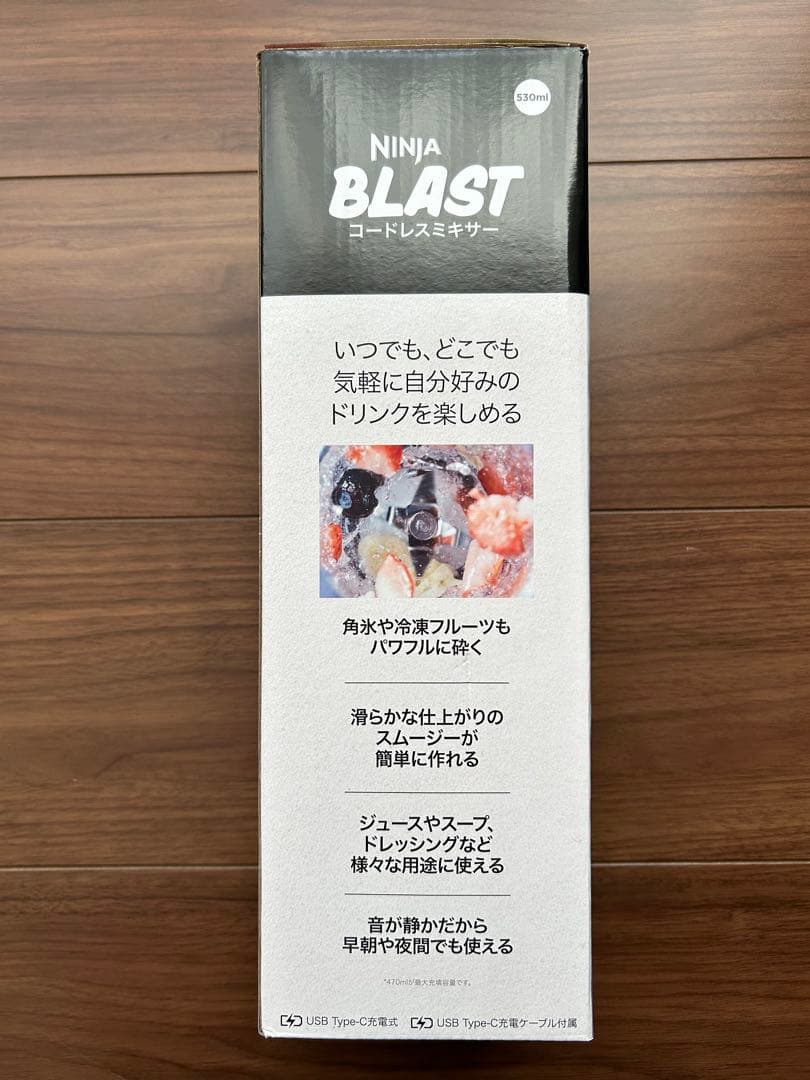 530ml
NINJA
BLAST
コードレスミキサー
いつでも、どこでも
気軽に自分好みの
ドリンクを楽しめる
角氷や冷凍フルーツも
パワフルに砕く
滑らかな仕上がりの
スムージーが
簡単に作れる
ジュースやスープ、
ドレッシングなど
様々な用途に使える
音が静かだから
早朝や夜間でも使える
*470mlが最大充填容量です。
USB Type-C充電式 USB Type-C充電ケーブル付属